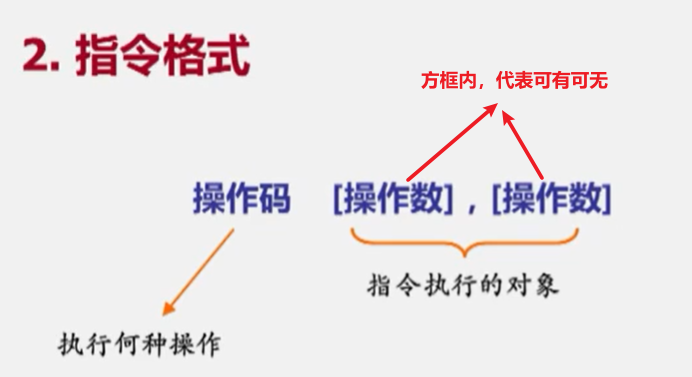 2. 指令格式
方框内，代表可有可无
操作码 [操作数] , [操作数]
指令执行的对象
执行何种操作